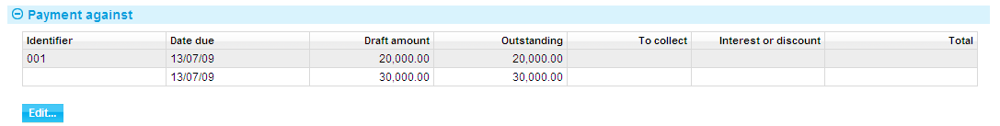 Payment against
Identifier Date due Draft amount Outstanding To collect Interest or discount Total
001 13/07/09 20,000.00 20,000.00
13/07/09 30,000.00 30,000.00
Edit...